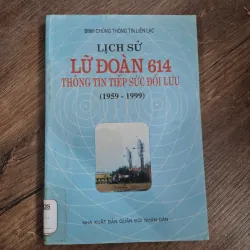 BINH CHỦNG THÔNG TIN LIÊN LẠC
LỊCH SỬ
LỮ ĐOÀN 614
THÔNG TIN TIẾP SỨC ĐỐI LƯU
(1959 - 1999)
NHÀ XUẤT BẢN QUÂN ĐỘI NHÂN DÂN